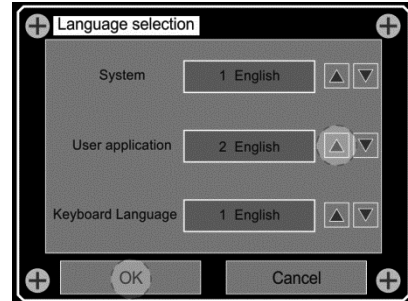 Language selection
System 1 English
User application 2 English
Keyboard Language 1 English
OK Cancel